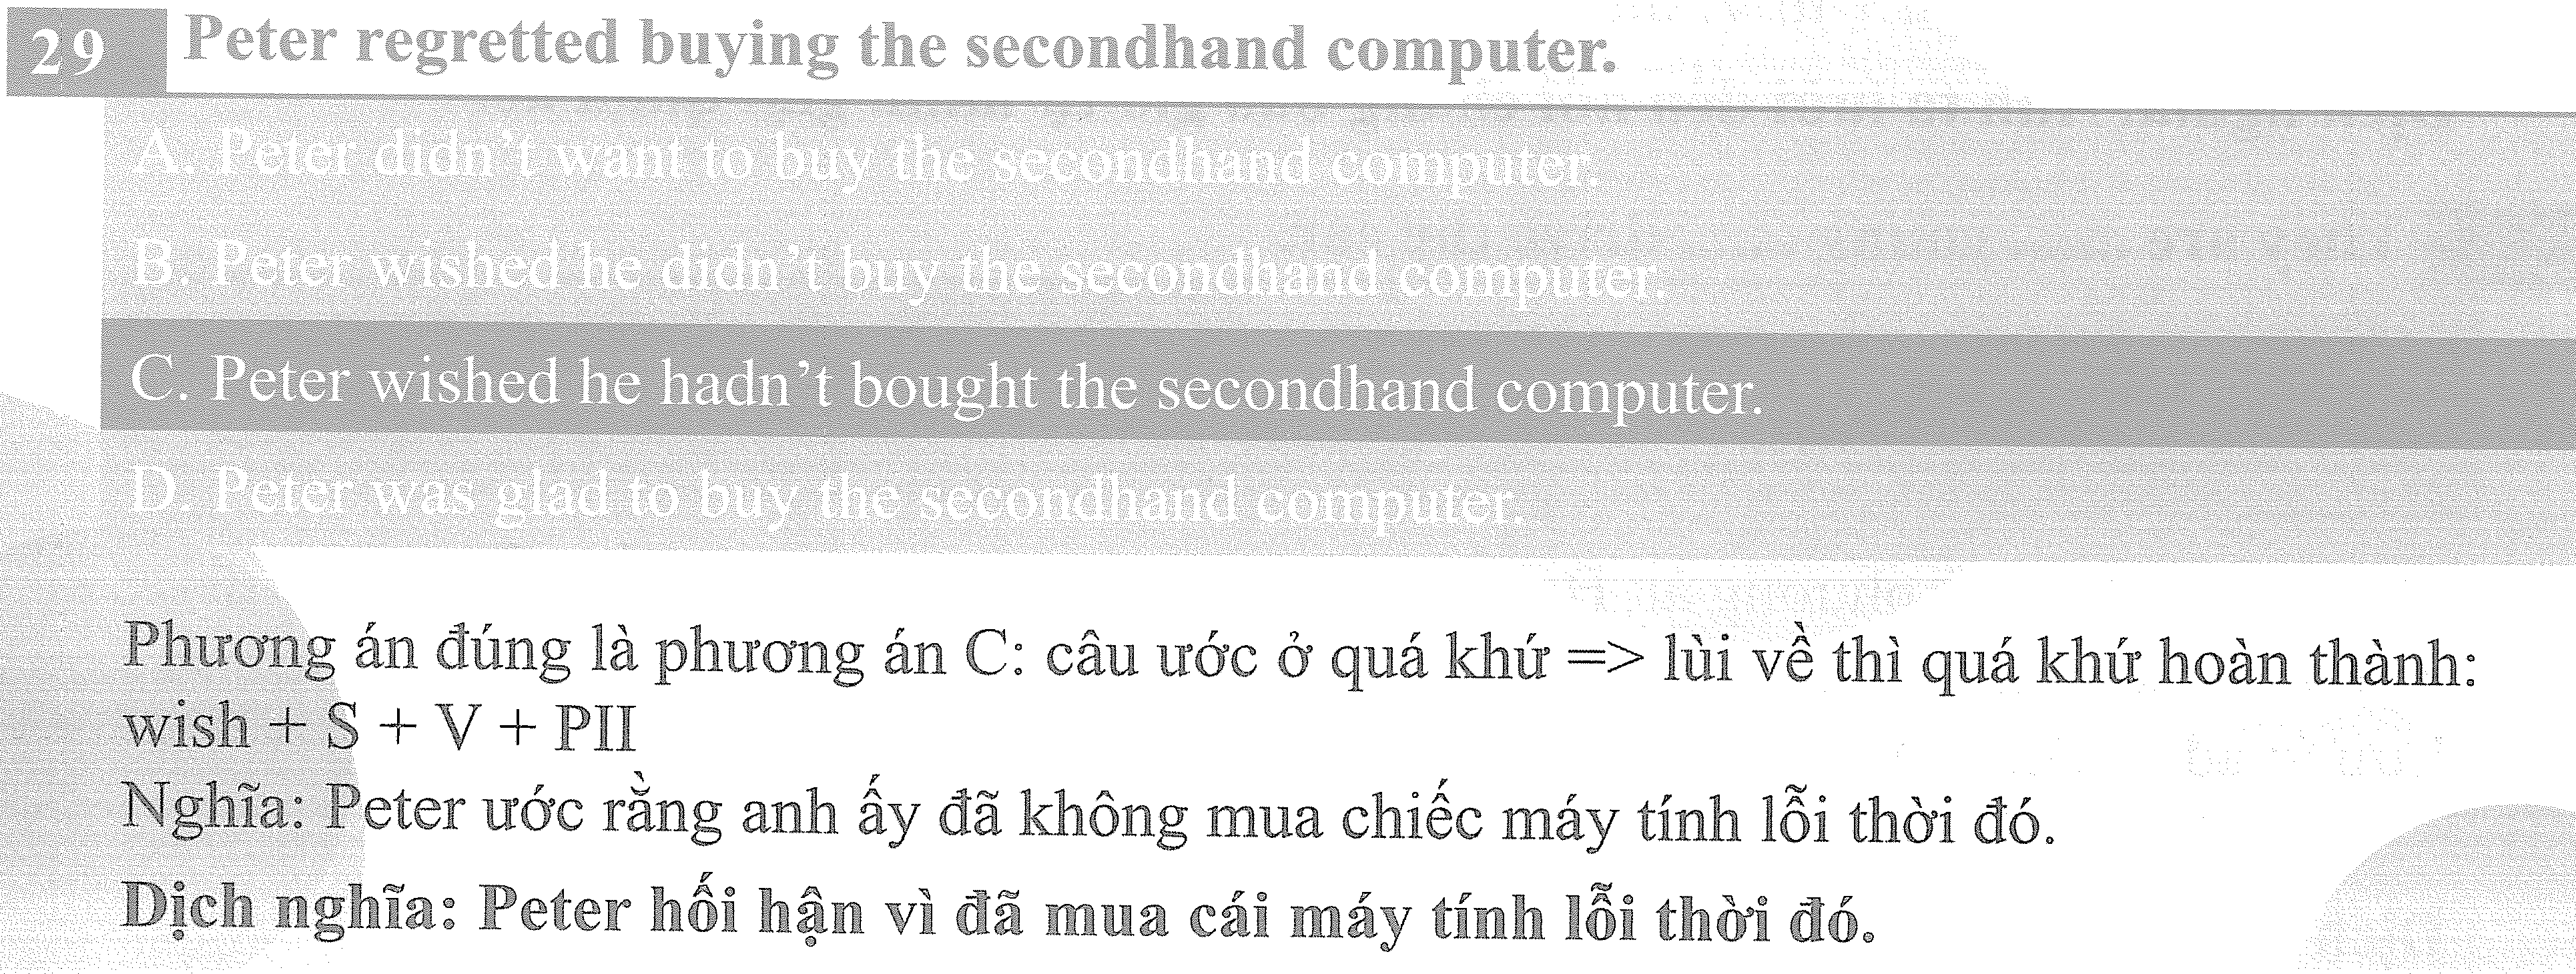 29 Peter regretted buying the secondhand computer.
A. Peter didn't want to buy the secondhand computer.
B. Peter wished he didn't buy the secondhand computer.
C. Peter wished he hadn't bought the secondhand computer.
D. Peter was glad to buy the secondhand computer.
Phương án đúng là phương án C: câu ước ở quá khứ => lùi về thì quá khứ hoàn thành:
wish + S + V + PII
Nghĩa: Peter ước rằng anh ấy đã không mua chiếc máy tính lỗi thời đó.
Dịch nghĩa: Peter hối hận vì đã mua cái máy tính lỗi thời đó.